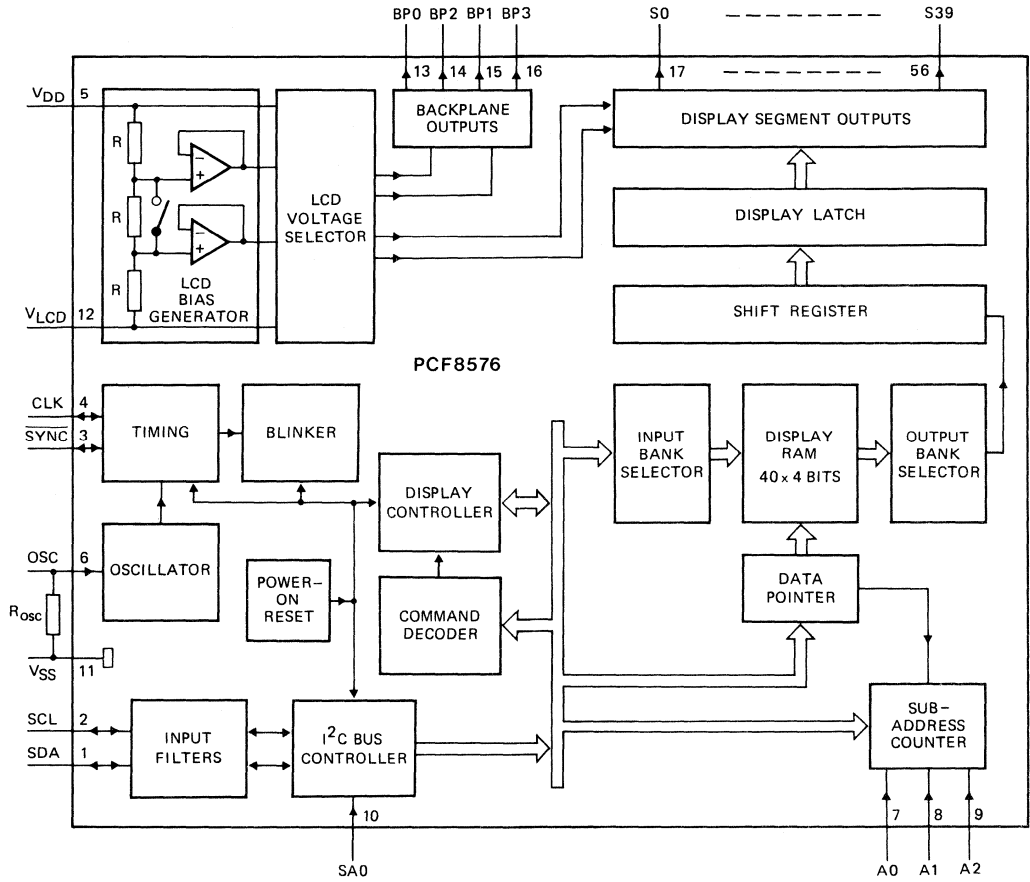 BP0 BP2 BP1 BP3 S0 S39
13 14 15 16 17 56
VDD 5
BACKPLANE
OUTPUTS
DISPLAY SEGMENT OUTPUTS
R
R
R
−
+
−
+
LCD
BIAS
GENERATOR
LCD
VOLTAGE
SELECTOR
DISPLAY LATCH
SHIFT REGISTER
VLCD 12
PCF8576
CLK 4
SYNC 3
TIMING
BLINKER
DISPLAY
CONTROLLER
INPUT
BANK
SELECTOR
DISPLAY
RAM
40 x 4 BITS
OUTPUT
BANK
SELECTOR
OSC 6
OSCILLATOR
ROSC
VSS 11
POWER–
ON
RESET
COMMAND
DECODER
DATA
POINTER
SCL 2
SDA 1
INPUT
FILTERS
I²C BUS
CONTROLLER
SUB–
ADDRESS
COUNTER
10
7 8 9
SA0
A0 A1 A2